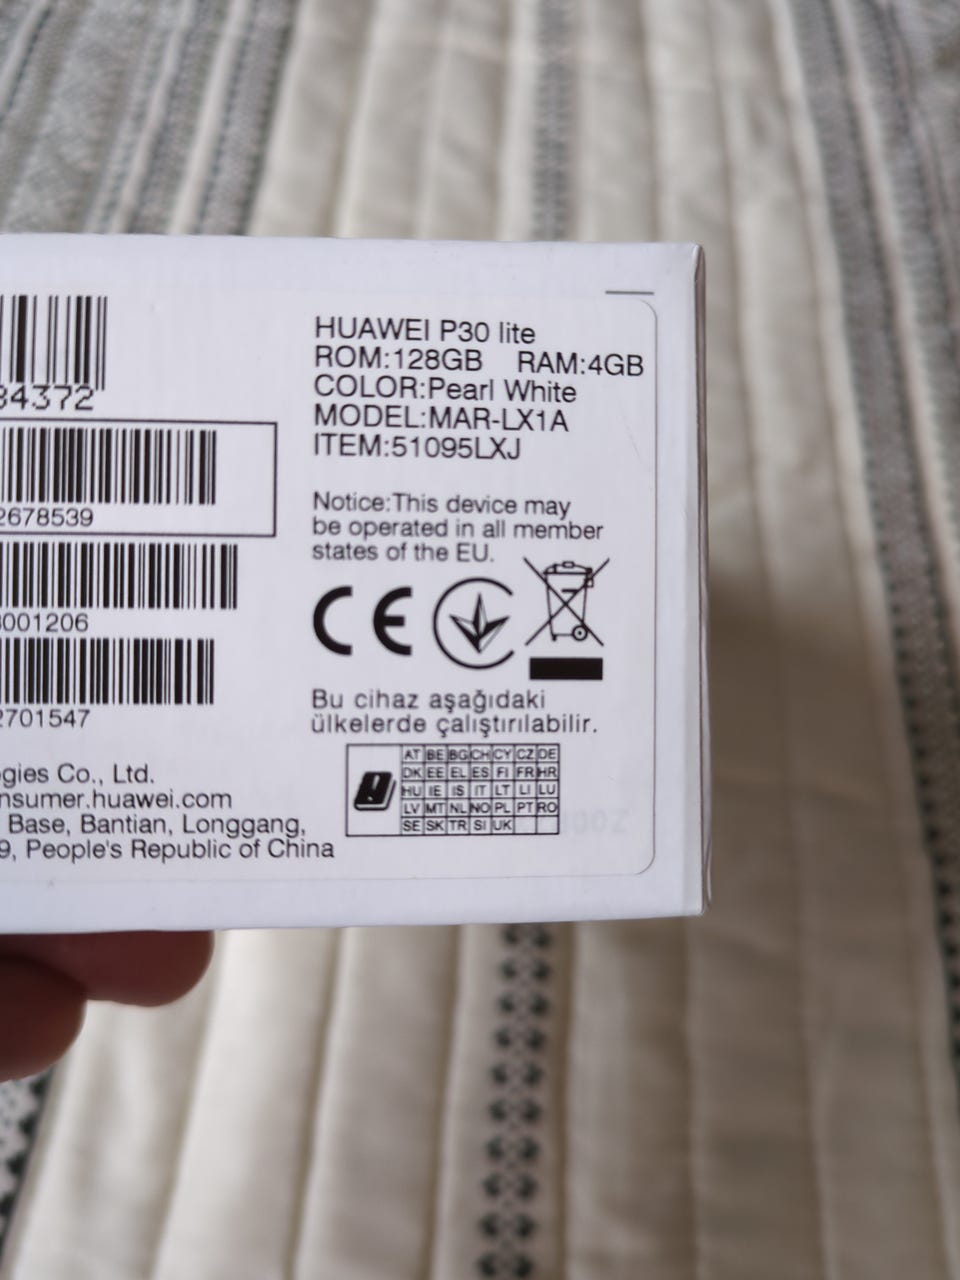 HUAWEI P30 lite
ROM:128GB RAM:4GB
COLOR:Pearl White
MODEL:MAR-LX1A
ITEM:51095LXJ
Notice:This device may
be operated in all member
states of the EU.
CE
Bu cihaz aşağıdaki
ülkelerde çalıştırılabilir.
AT BE BG CH CY CZ DE
DK EE EL ES FI FR HR
HU IE IS IT LT LI LU
LV MT NL NO PL PT RO
SE SK TR SI UK
34372
2678539
001206
2701547
gies Co., Ltd.
nsumer.huawei.com
Base, Bantian, Longgang,
9, People's Republic of China